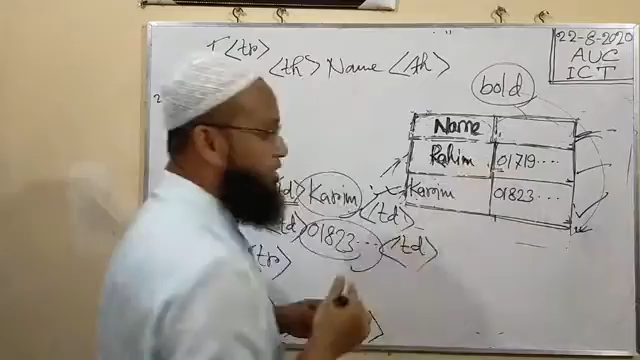 22-8-2020
AUC
ICT
<tr>
<th> Name <th>
bold
Name
Rahim 01719...
Karim 01823...
td> Karim <td>
td> 01823... <td>
<tr>